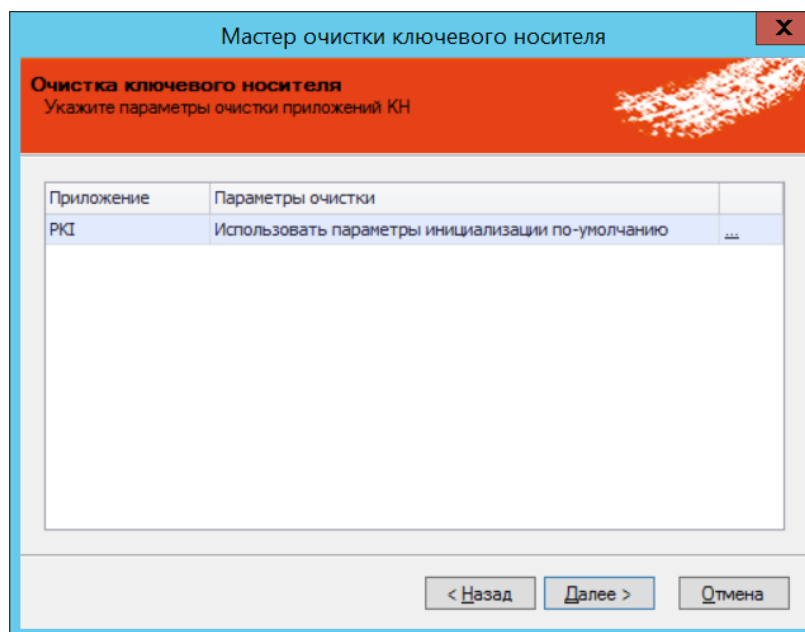 Мастер очистки ключевого носителя
X
Очистка ключевого носителя
Укажите параметры очистки приложений КН
Приложение Параметры очистки
PKI Использовать параметры инициализации по-умолчанию ...
< Назад Далее > Отмена